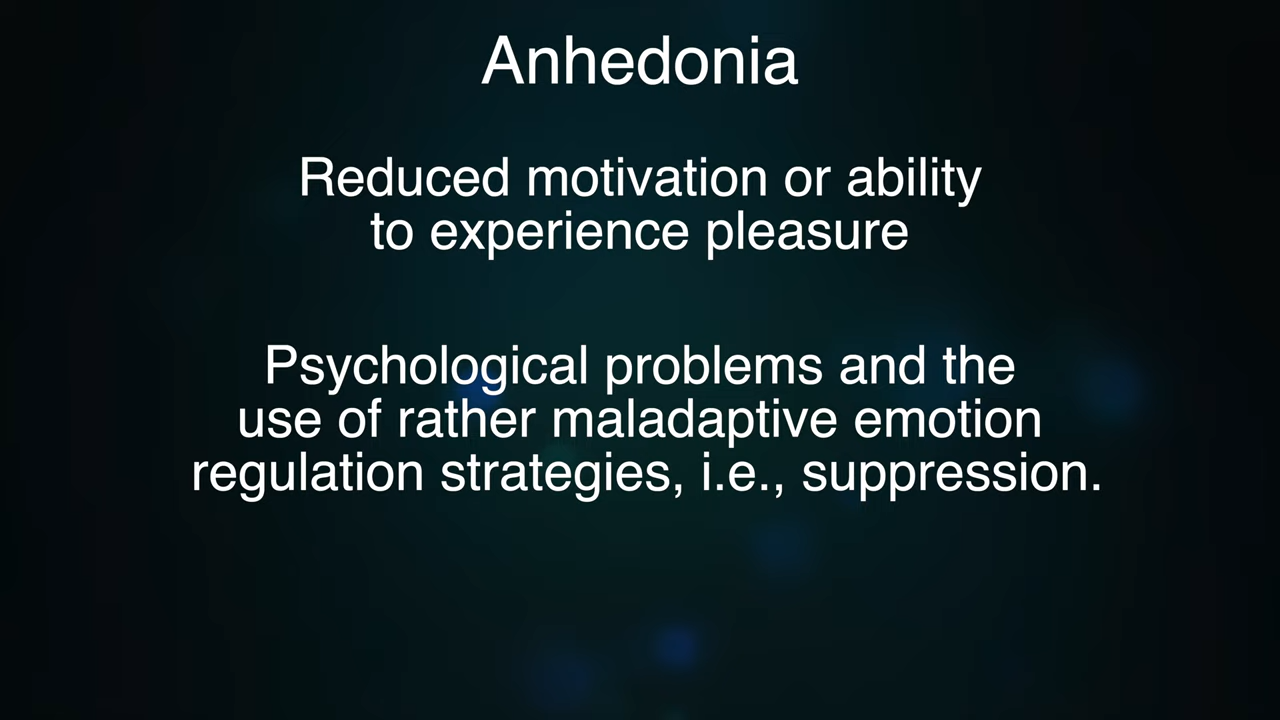 Anhedonia
Reduced motivation or ability
to experience pleasure
Psychological problems and the
use of rather maladaptive emotion
regulation strategies, i.e., suppression.